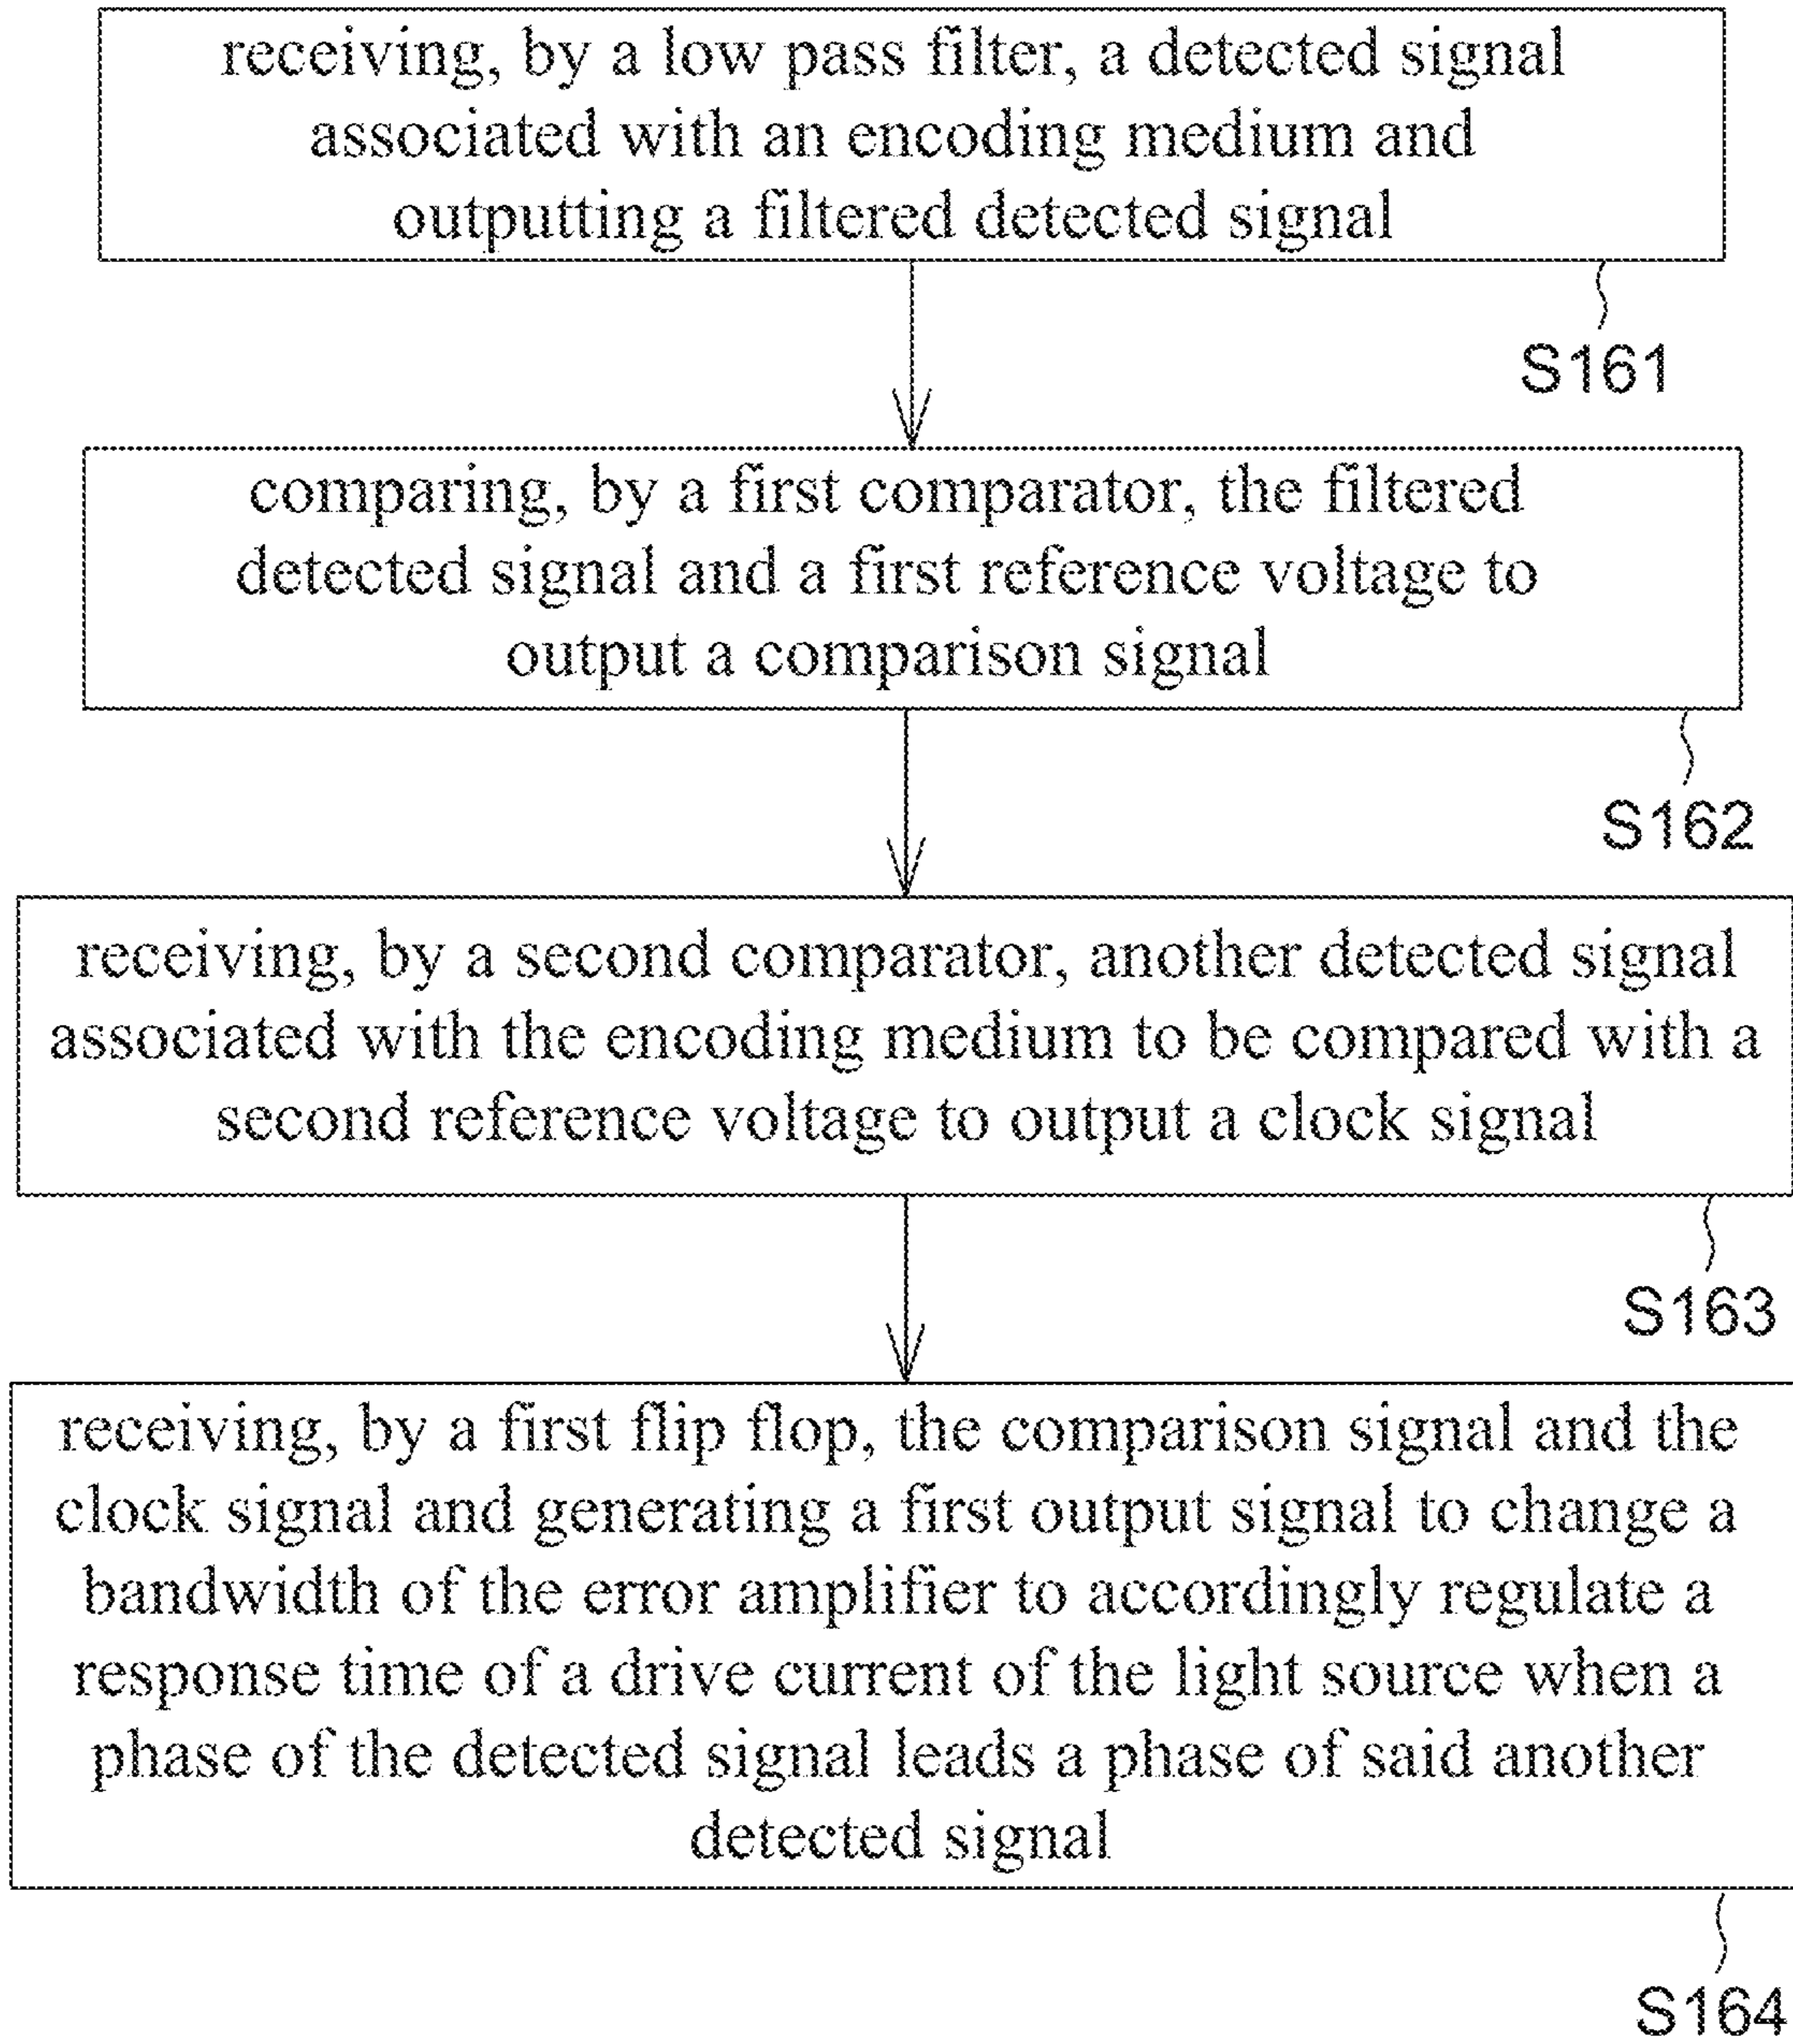 receiving, by a low pass filter, a detected signal
associated with an encoding medium and
outputting a filtered detected signal
S161
comparing, by a first comparator, the filtered
detected signal and a first reference voltage to
output a comparison signal
S162
receiving, by a second comparator, another detected signal
associated with the encoding medium to be compared with a
second reference voltage to output a clock signal
S163
receiving, by a first flip flop, the comparison signal and the
clock signal and generating a first output signal to change a
bandwidth of the error amplifier to accordingly regulate a
response time of a drive current of the light source when a
phase of the detected signal leads a phase of said another
detected signal
S164